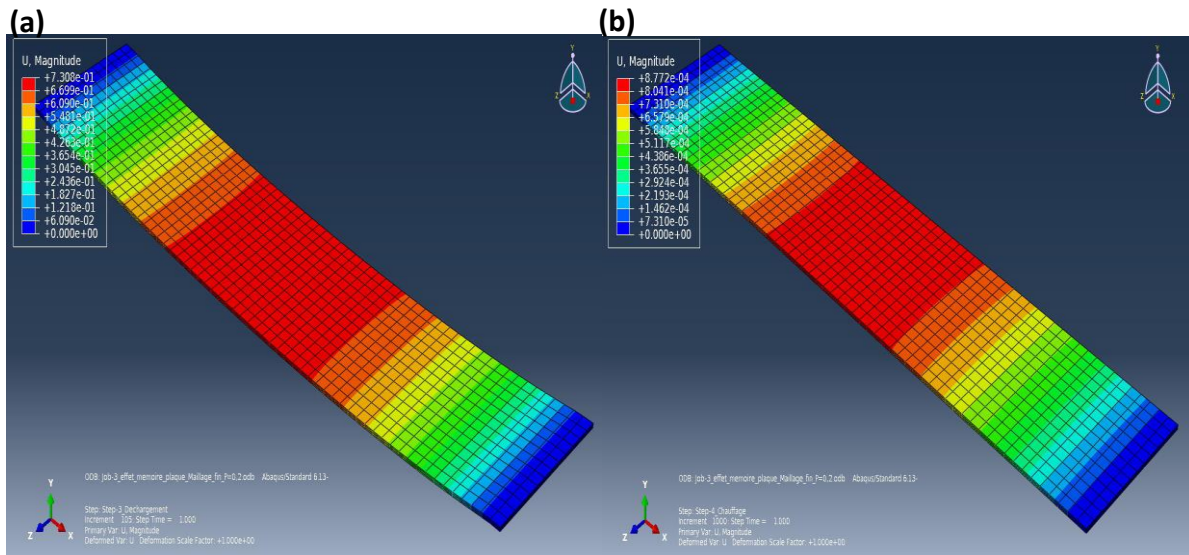 (a)
U, Magnitude
+7.308e-01
+6.699e-01
+6.090e-01
+5.481e-01
+4.872e-01
+4.263e-01
+3.654e-01
+3.045e-01
+2.436e-01
+1.827e-01
+1.218e-01
+6.090e-02
+0.000e+00
Y
Z
X
ODB: Job-3_effet_memoire_plaque_Maillage_fin_P=0.2.odb Abaqus/Standard 6.13-
Step: Step-3_Dechargement
Increment 105: Step Time = 1.000
Primary Var: U, Magnitude
Deformed Var: U Deformation Scale Factor: +1.000e+00
Y
Z
X
(b)
U, Magnitude
+8.772e-04
+8.041e-04
+7.310e-04
+6.579e-04
+5.848e-04
+5.117e-04
+4.386e-04
+3.655e-04
+2.924e-04
+2.193e-04
+1.462e-04
+7.310e-05
+0.000e+00
Y
Z
X
ODB: Job-3_effet_memoire_plaque_Maillage_fin_P=0.2.odb Abaqus/Standard 6.13-
Step: Step-4_Chauffage
Increment 1000: Step Time = 1.000
Primary Var: U, Magnitude
Deformed Var: U Deformation Scale Factor: +1.000e+00
Y
Z
X